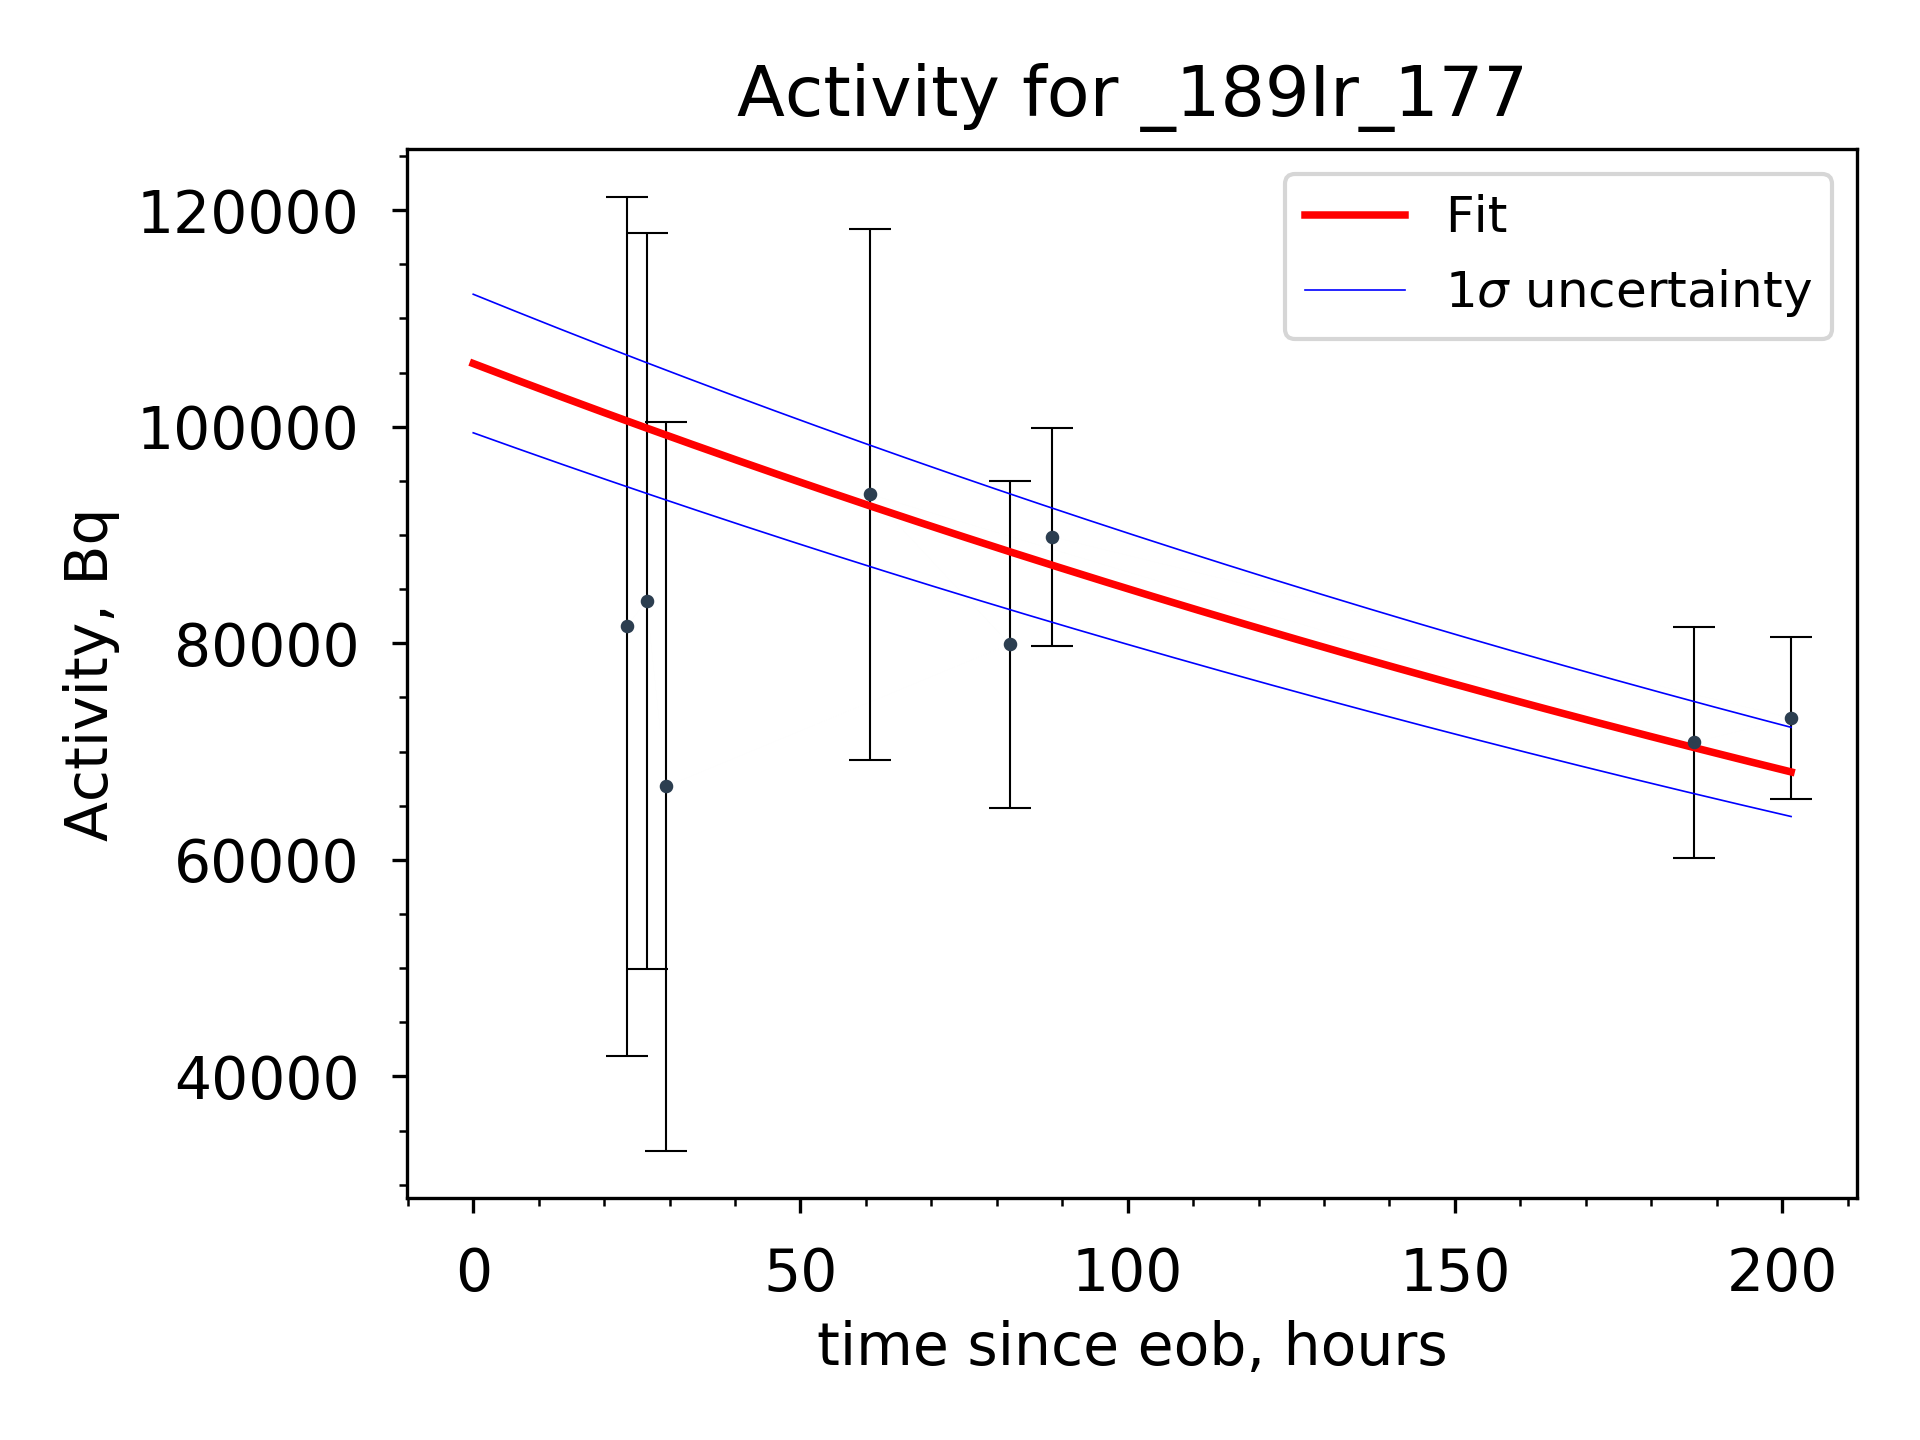 Activity for _189Ir_177
Fit
1σ uncertainty
120000
100000
80000
60000
40000
Activity, Bq
0 50 100 150 200
time since eob, hours